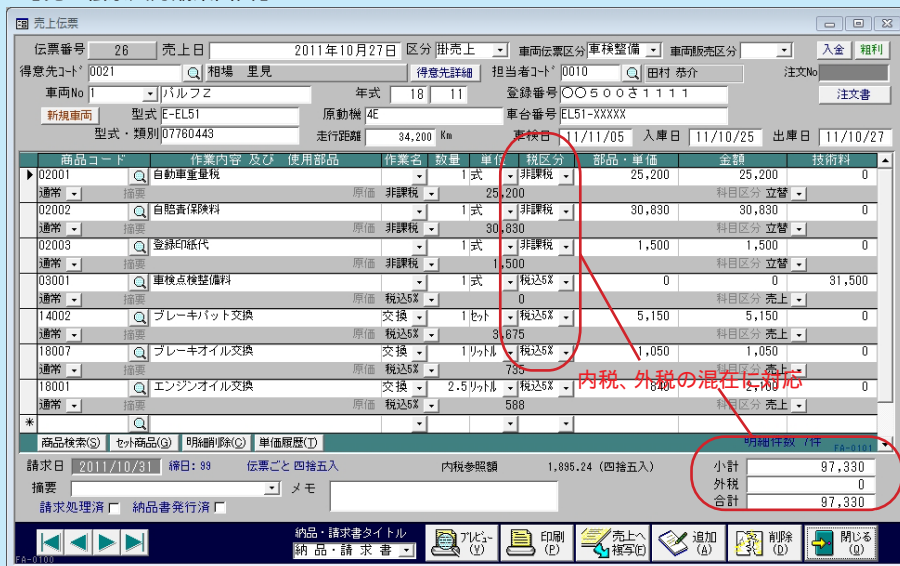 売上伝票
伝票番号 26 売上日 2011年10月27日 区分 掛売上 車両伝票区分 車検整備 車両販売区分 入金 粗利
得意先コード 0021 相場 里見 得意先詳細 担当者コード 0010 田村 恭介 注文No
車両No 1 パルフZ 年式 18 11 登録番号 〇〇500さ1111 注文書
新規車両 型式 E-EL51 原動機 4E 車台番号 EL51-XXXXX
型式・類別 07760443 走行距離 34,200 Km 車検日 11/11/05 入庫日 11/10/25 出庫日 11/10/27
商品コード 作業内容 及び 使用部品 作業名 数量 単位 税区分 部品・単価 金額 技術料
02001 自動車重量税 1 式 非課税 25,200 25,200 0
通常 摘要 原価 非課税 25,200 科目区分 立替
02002 自賠責保険料 1 式 非課税 30,830 30,830 0
通常 摘要 原価 非課税 30,830 科目区分 立替
02003 登録印紙代 1 式 非課税 1,500 1,500 0
通常 摘要 原価 非課税 1,500 科目区分 立替
03001 車検点検整備料 1 式 税込5% 0 0 31,500
通常 摘要 原価 税込5% 0 科目区分 売上
14002 ブレーキパット交換 交換 1 セット 税込5% 5,150 5,150 0
通常 摘要 原価 税込5% 3,675 科目区分 売上
18007 ブレーキオイル交換 交換 1 リットル 税込5% 1,050 1,050 0
通常 摘要 原価 税込5% 735 科目区分 売上
18001 エンジンオイル交換 交換 2.5 リットル 税込5% 840 2,100 0
通常 摘要 原価 税込5% 588 科目区分 売上
内税、外税の混在に対応
*
商品検索(S) セット商品(G) 明細削除(C) 単価履歴(T) 明細件数 7件 FA-0101
請求日 2011/10/31 締日: 99 伝票ごと 四捨五入 内税参照額 1,895.24 (四捨五入) 小計 97,330
摘要 メモ 外税 0
請求処理済 納品書発行済 合計 97,330
納品・請求書タイトル
納品・請求書
プレビュー(V) 印刷(P) 売上へ複写(E) 追加(A) 削除(D) 閉じる(Q)
FA-0100